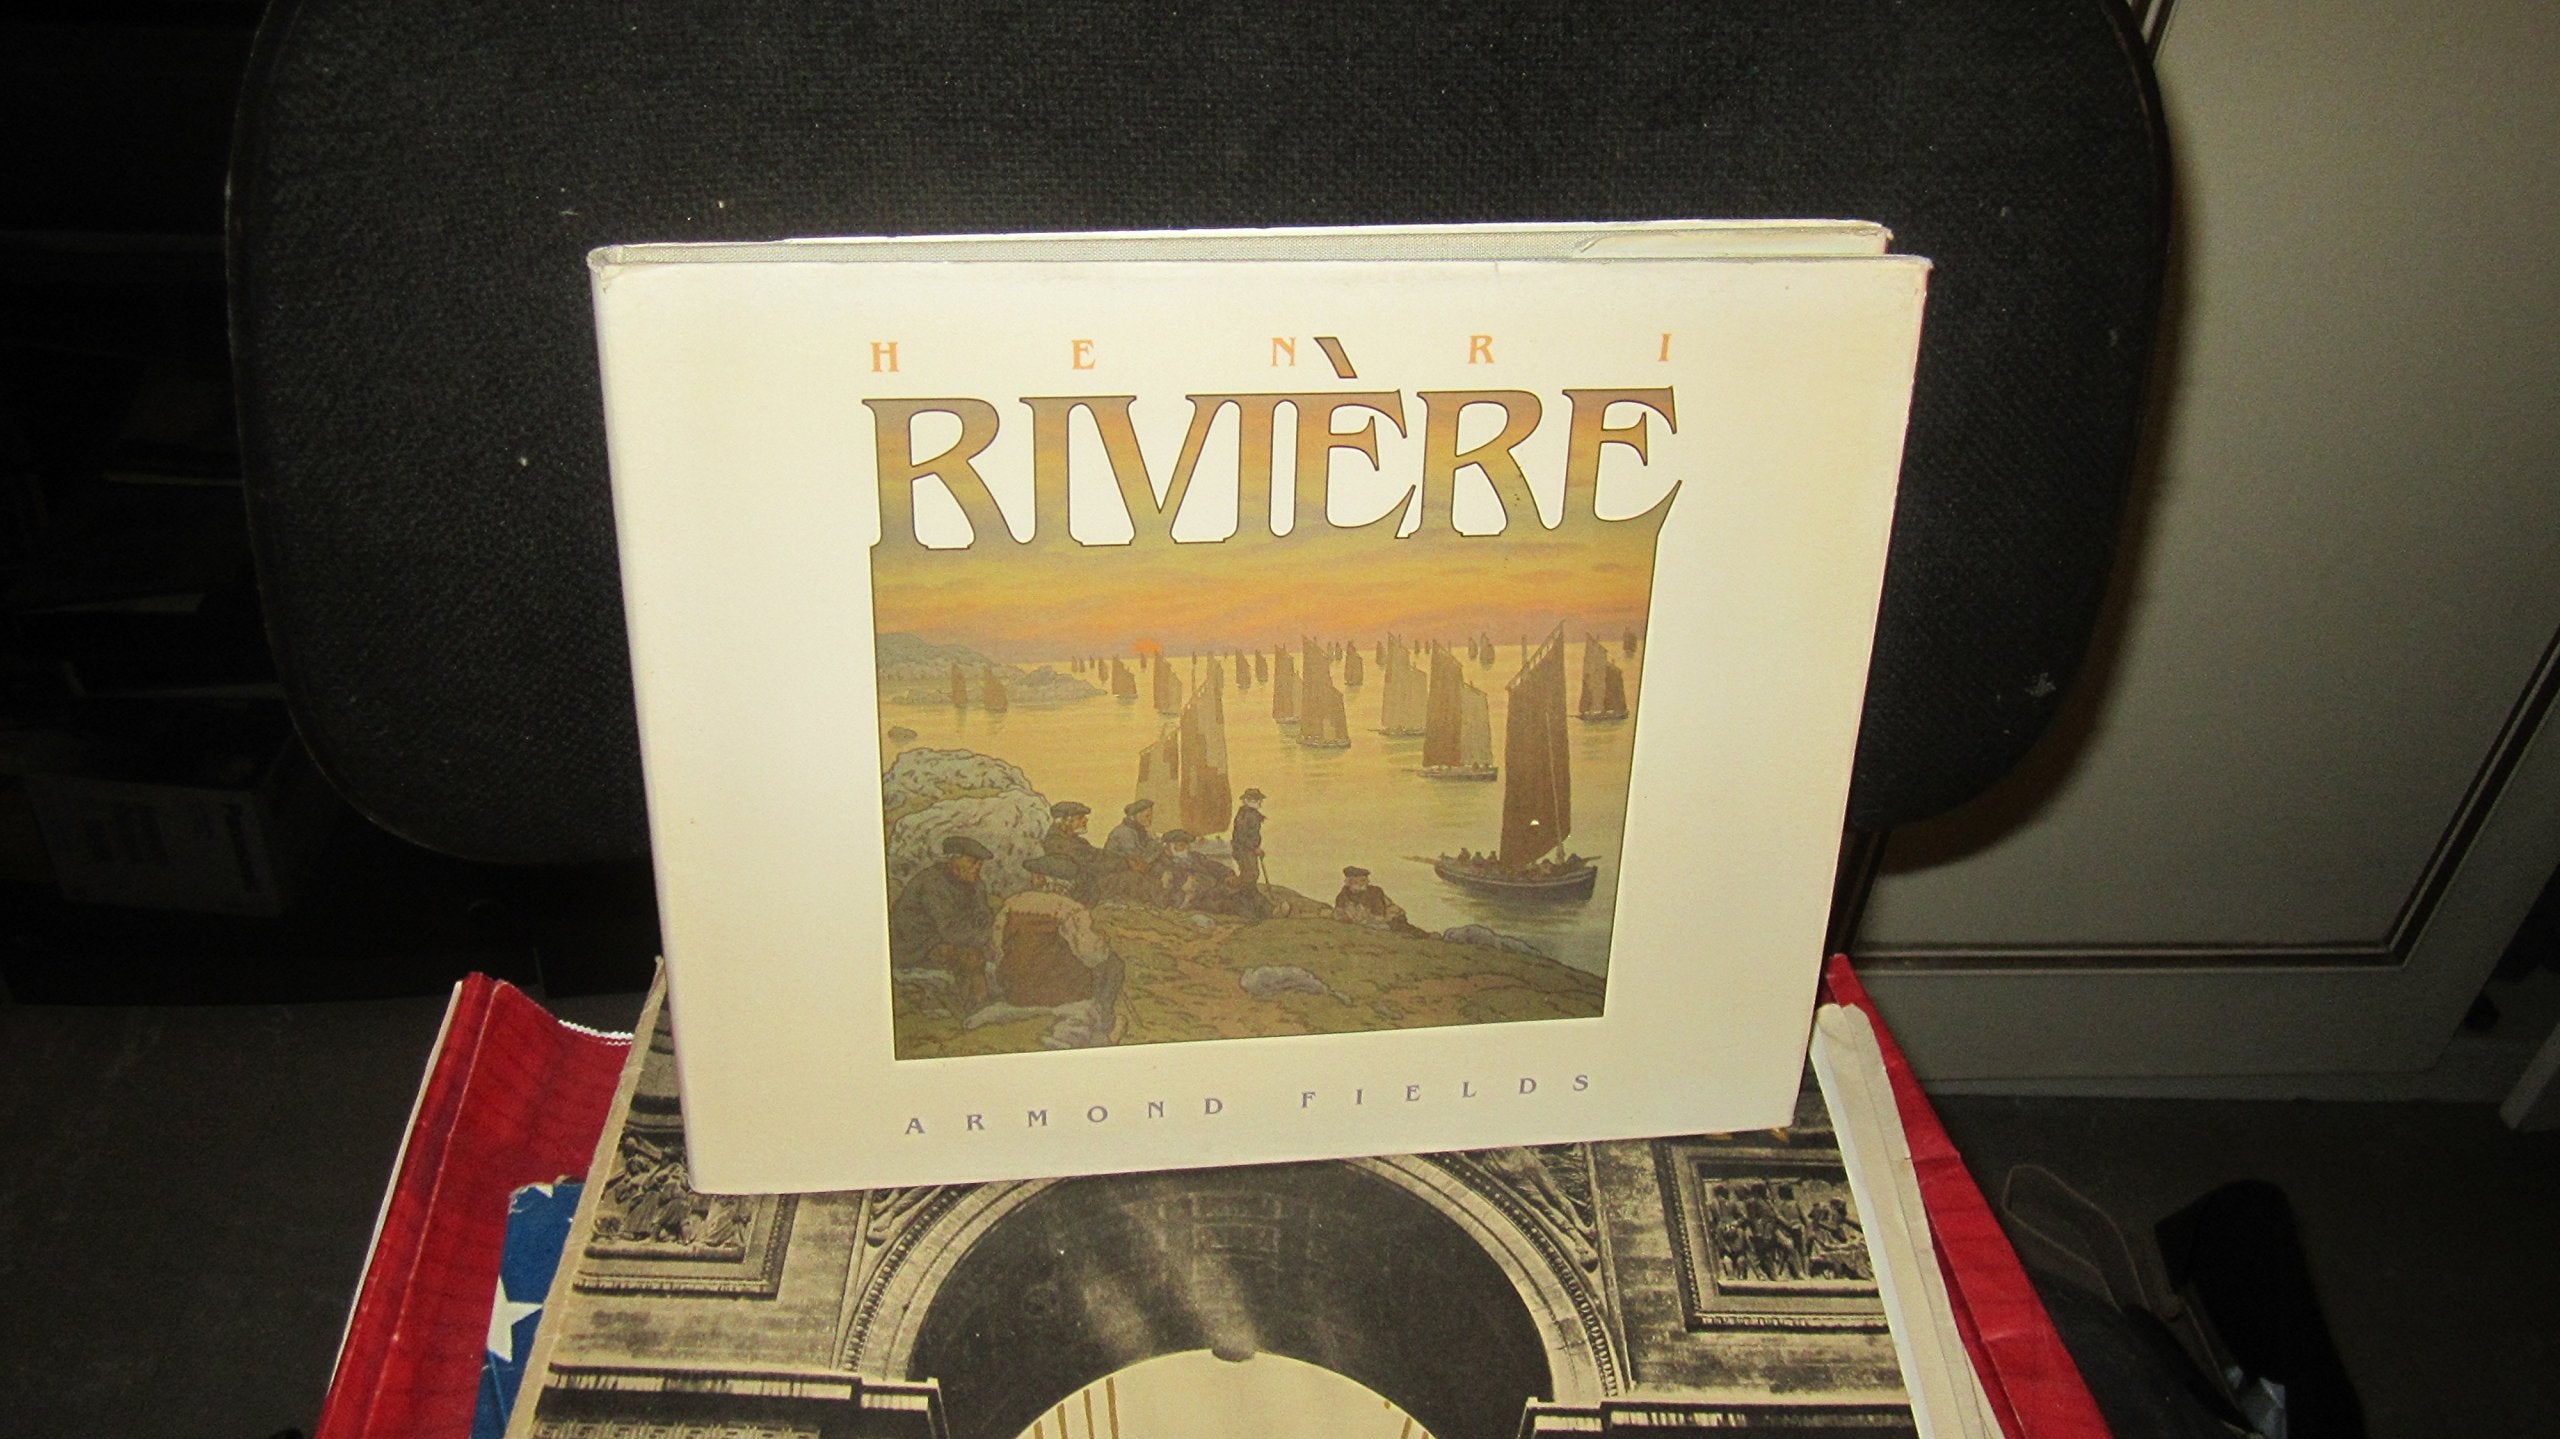 HENRI
RIVIÈRE
ARMOND FIELDS